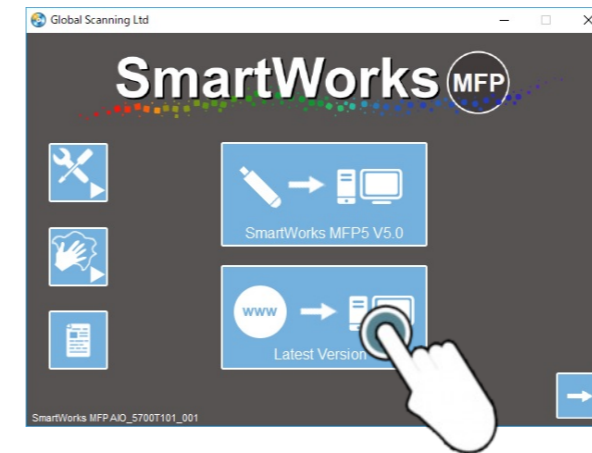 Global Scanning Ltd
SmartWorks MFP
SmartWorks MFP5 V5.0
www
Latest Version
SmartWorks MFP AIO_5700T101_001